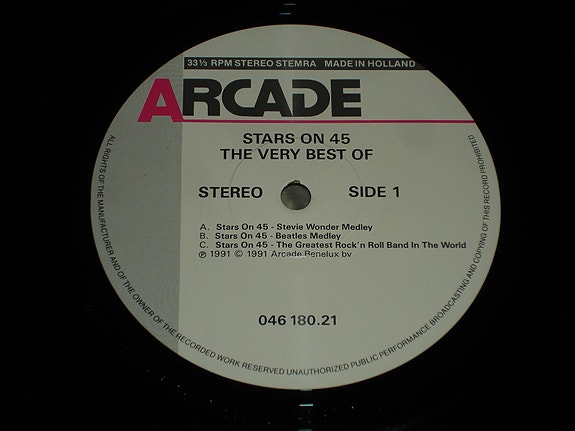 33⅓ RPM STEREO STEMRA MADE IN HOLLAND
ARCADE
STARS ON 45
THE VERY BEST OF
STEREO SIDE 1
A. Stars On 45 - Stevie Wonder Medley
B. Stars On 45 - Beatles Medley
C. Stars On 45 - The Greatest Rock'n Roll Band In The World
℗ 1991 © 1991 Arcade Benelux bv
046 180.21
ALL RIGHTS OF THE MANUFACTURER AND OF THE OWNER OF THE RECORDED WORK RESERVED UNAUTHORIZED PUBLIC PERFORMANCE BROADCASTING AND COPYING OF THIS RECORD PROHIBITED